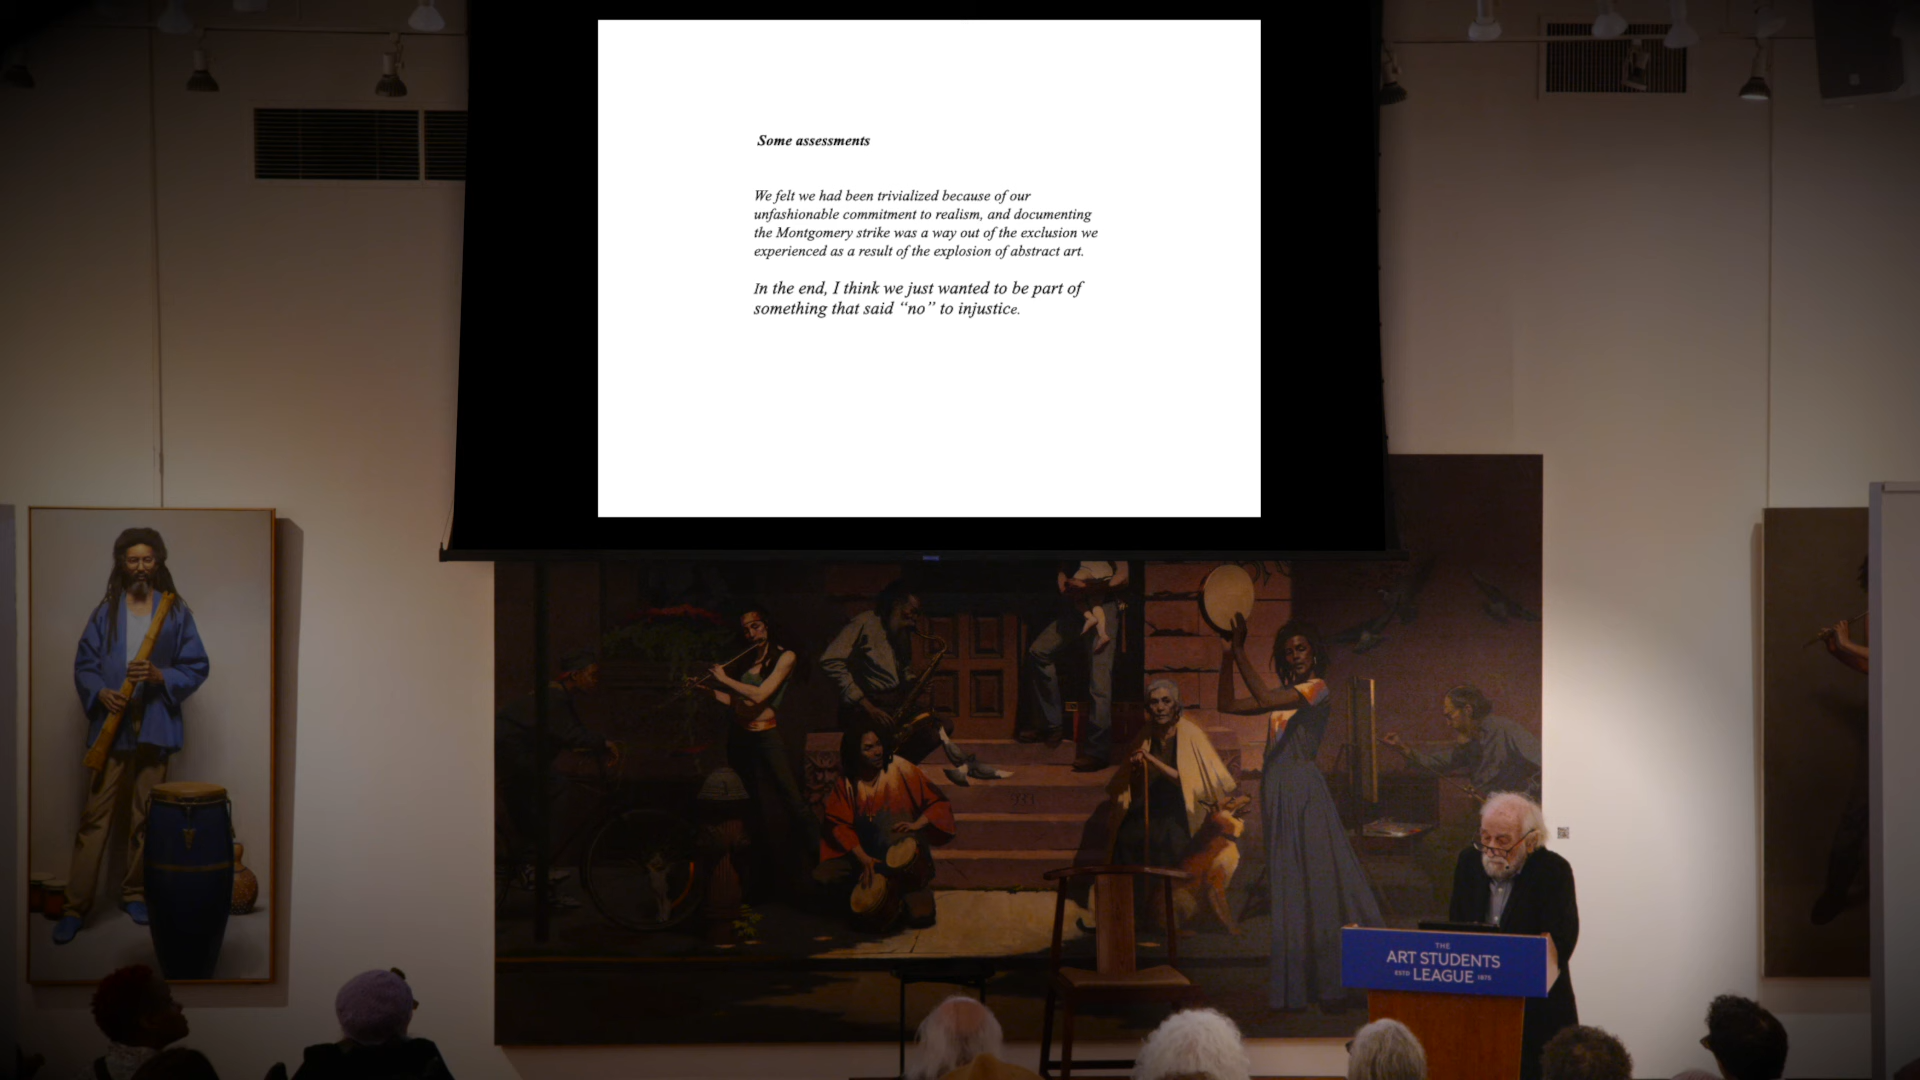 Some assessments
We felt we had been trivialized because of our
unfashionable commitment to realism, and documenting
the Montgomery strike was a way out of the exclusion we
experienced as a result of the explosion of abstract art.
In the end, I think we just wanted to be part of
something that said “no” to injustice.
THE
ART STUDENTS
ESTD LEAGUE 1875